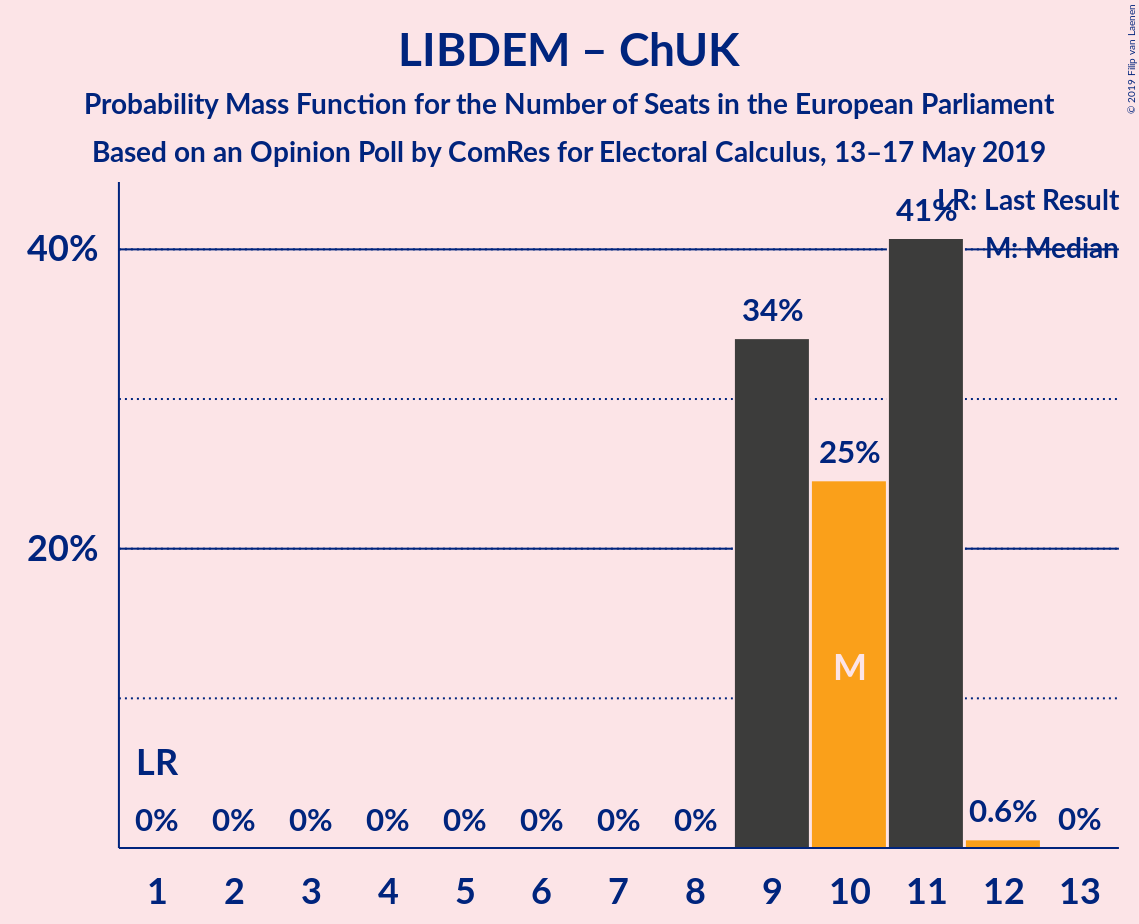 LIBDEM – ChUK
Probability Mass Function for the Number of Seats in the European Parliament
Based on an Opinion Poll by ComRes for Electoral Calculus, 13–17 May 2019
© 2019 Filip van Laenen
LR: Last Result
M: Median
41%
40%
34%
25%
20%
M
LR
0% 0% 0% 0% 0% 0% 0% 0% 0.6% 0%
1 2 3 4 5 6 7 8 9 10 11 12 13